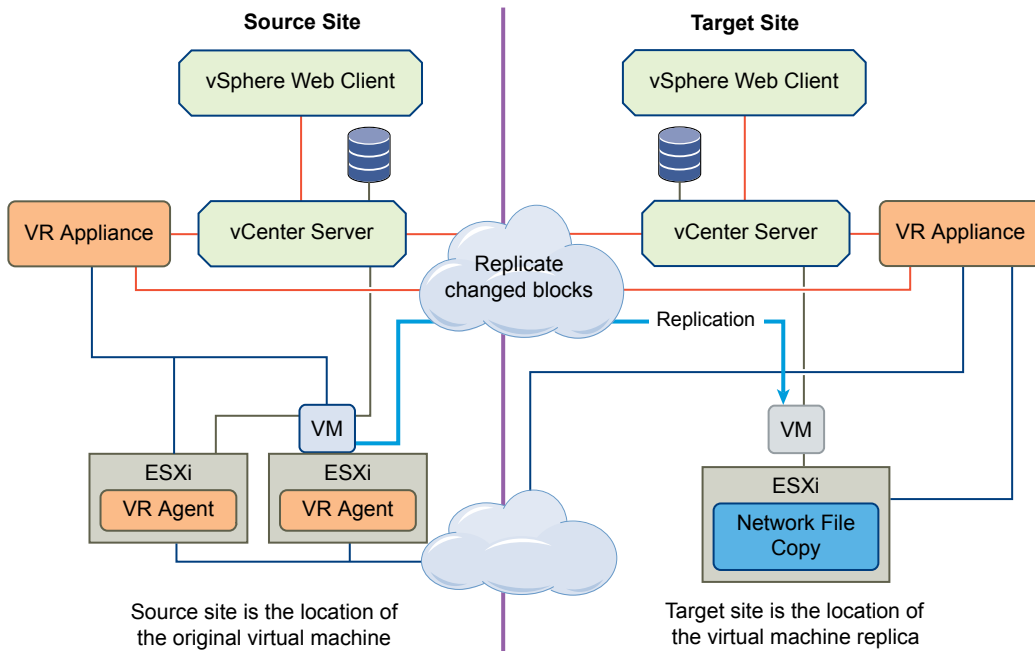 Source Site
Target Site
vSphere Web Client
vSphere Web Client
VR Appliance
vCenter Server
Replicate
changed blocks
vCenter Server
VR Appliance
Replication
VM
VM
ESXi
VR Agent
ESXi
VR Agent
ESXi
Network File
Copy
Source site is the location of
the original virtual machine
Target site is the location of
the virtual machine replica